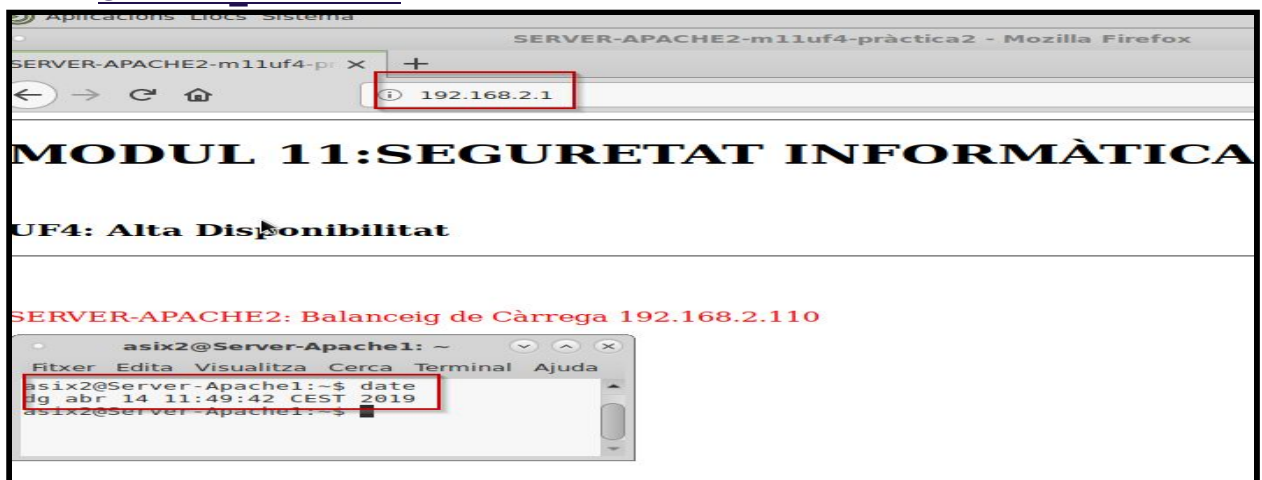 Aplicacions Llocs Sistema
SERVER-APACHE2-m11uf4-pràctica2 - Mozilla Firefox
SERVER-APACHE2-m11uf4-pr
192.168.2.1
MODUL 11:SEGURETAT INFORMÀTICA
UF4: Alta Disponibilitat
SERVER-APACHE2: Balanceig de Càrrega 192.168.2.110
asix2@Server-Apache1: ~
Fitxer Edita Visualitza Cerca Terminal Ajuda
asix2@Server-Apache1:~$ date
dg abr 14 11:49:42 CEST 2019
asix2@Server-Apache1:~$